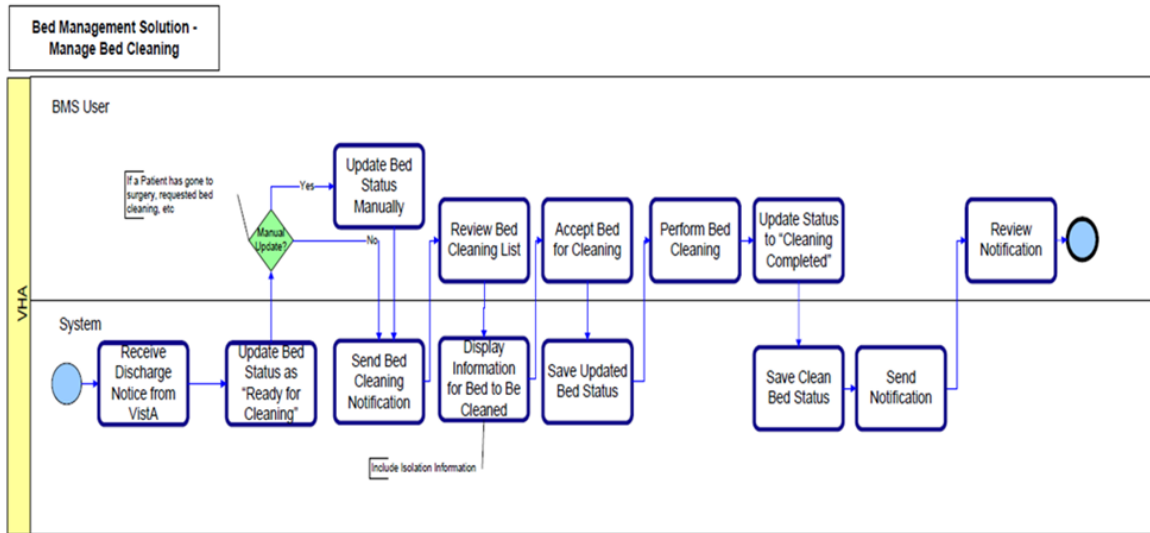 Bed Management Solution -
Manage Bed Cleaning
VHA
BMS User
If a Patient has gone to
surgery, requested bed
cleaning, etc
Manual
Update?
Yes
No
Update Bed
Status
Manually
Review Bed
Cleaning List
Accept Bed
for Cleaning
Perform Bed
Cleaning
Update Status
to “Cleaning
Completed”
Review
Notification
System
Receive
Discharge
Notice from
VistA
Update Bed
Status as
“Ready for
Cleaning”
Send Bed
Cleaning
Notification
Display
Information
for Bed to Be
Cleaned
Save Updated
Bed Status
Save Clean
Bed Status
Send
Notification
Include Isolation Information